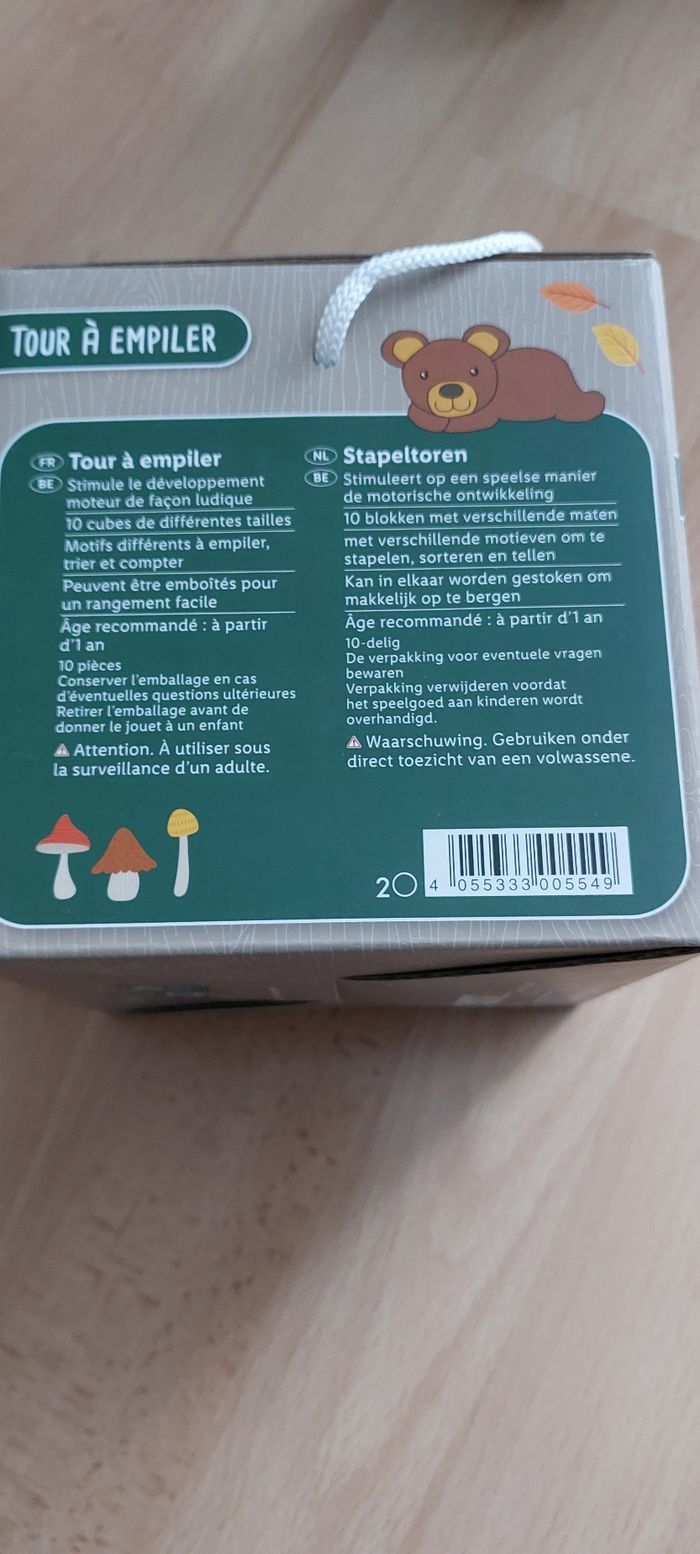 TOUR À EMPILER
FR Tour à empiler
BE Stimule le développement
moteur de façon ludique
10 cubes de différentes tailles
Motifs différents à empiler,
trier et compter
Peuvent être emboîtés pour
un rangement facile
Âge recommandé : à partir
d'1 an
10 pièces
Conserver l'emballage en cas
d'éventuelles questions ultérieures
Retirer l'emballage avant de
donner le jouet à un enfant
⚠ Attention. À utiliser sous
la surveillance d'un adulte.
NL Stapeltoren
BE Stimuleert op een speelse manier
de motorische ontwikkeling
10 blokken met verschillende maten
met verschillende motieven om te
stapelen, sorteren en tellen
Kan in elkaar worden gestoken om
makkelijk op te bergen
Âge recommandé : à partir d'1 an
10-delig
De verpakking voor eventuele vragen
bewaren
Verpakking verwijderen voordat
het speelgoed aan kinderen wordt
overhandigd.
⚠ Waarschuwing. Gebruiken onder
direct toezicht van een volwassene.
2
4 055333 005549